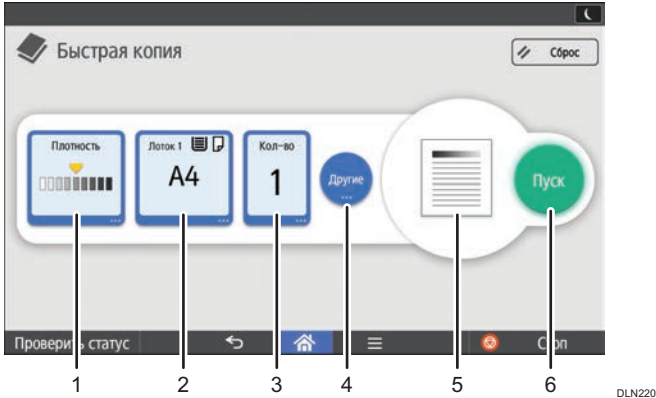 Быстрая копия
Сброс
Плотность
Лоток 1
A4
Кол-во
1
Другие
Пуск
Проверить статус
Стоп
1 2 3 4 5 6
DLN220